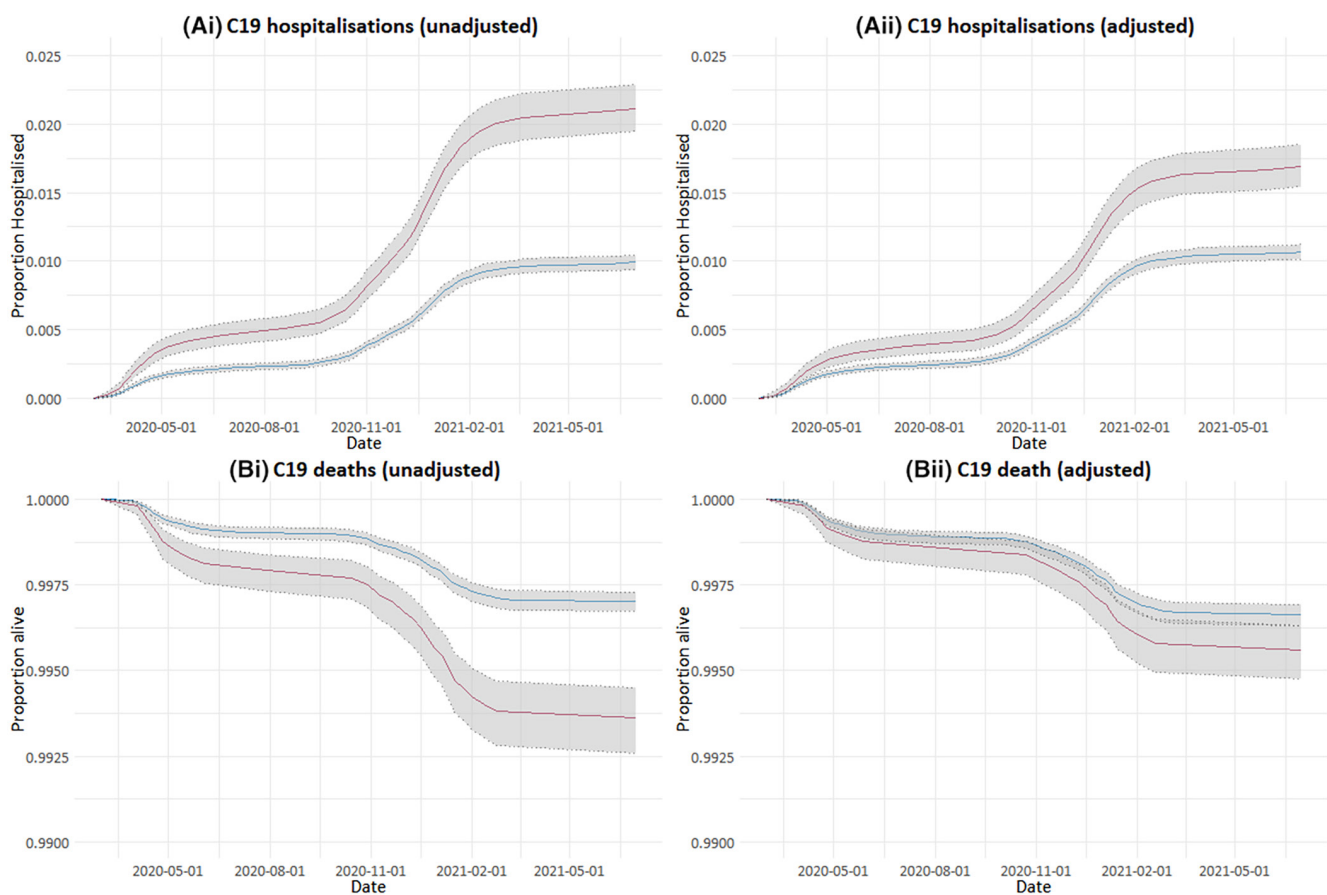 (Ai) C19 hospitalisations (unadjusted)
0.025
0.020
0.015
0.010
0.005
0.000
Proportion Hospitalised
2020-05-01 2020-08-01 2020-11-01 2021-02-01 2021-05-01
Date
(Aii) C19 hospitalisations (adjusted)
0.025
0.020
0.015
0.010
0.005
0.000
Proportion Hospitalised
2020-05-01 2020-08-01 2020-11-01 2021-02-01 2021-05-01
Date
(Bi) C19 deaths (unadjusted)
1.0000
0.9975
0.9950
0.9925
0.9900
Proportion alive
2020-05-01 2020-08-01 2020-11-01 2021-02-01 2021-05-01
Date
(Bii) C19 death (adjusted)
1.0000
0.9975
0.9950
0.9925
0.9900
Proportion alive
2020-05-01 2020-08-01 2020-11-01 2021-02-01 2021-05-01
Date